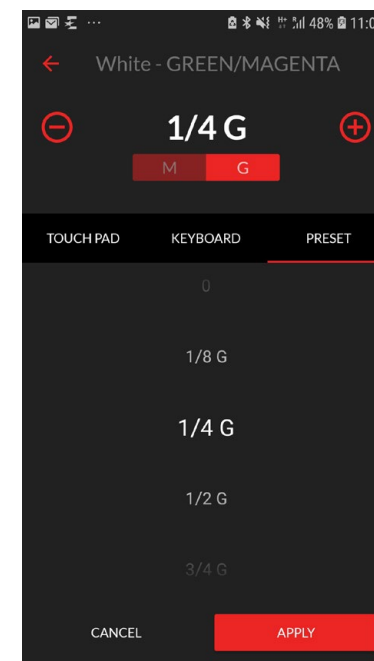 48% 11:0
White - GREEN/MAGENTA
1/4 G
M G
TOUCH PAD KEYBOARD PRESET
0
1/8 G
1/4 G
1/2 G
3/4 G
CANCEL APPLY